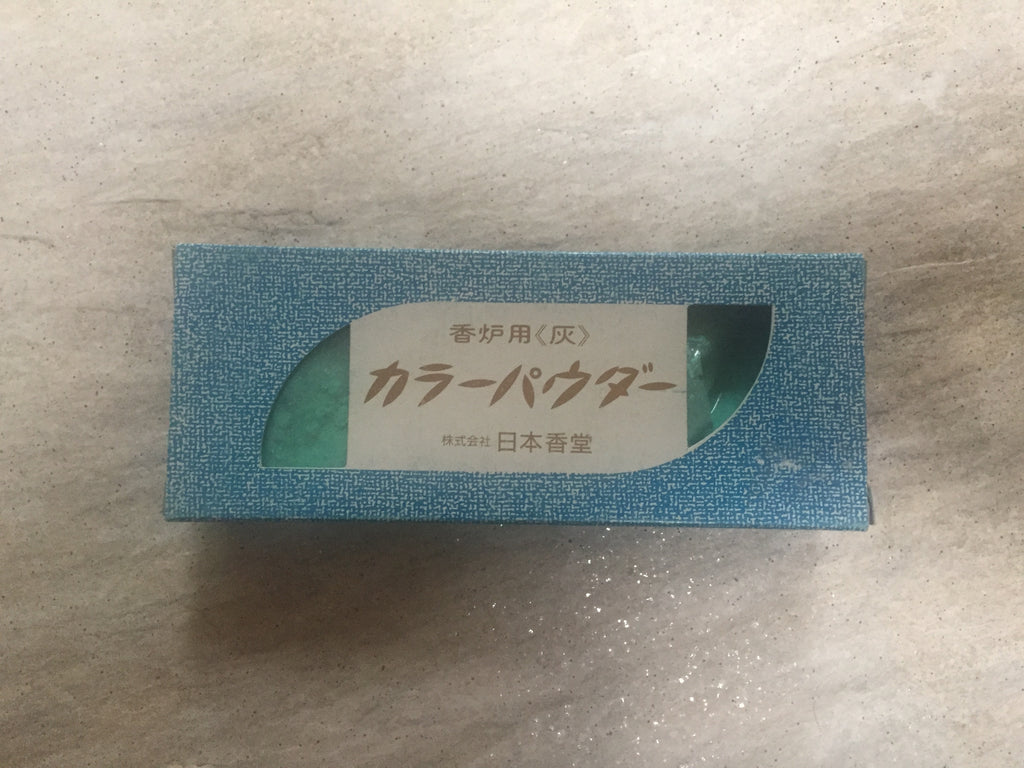 香炉用《灰》
カラーパウダー
株式会社 日本香堂